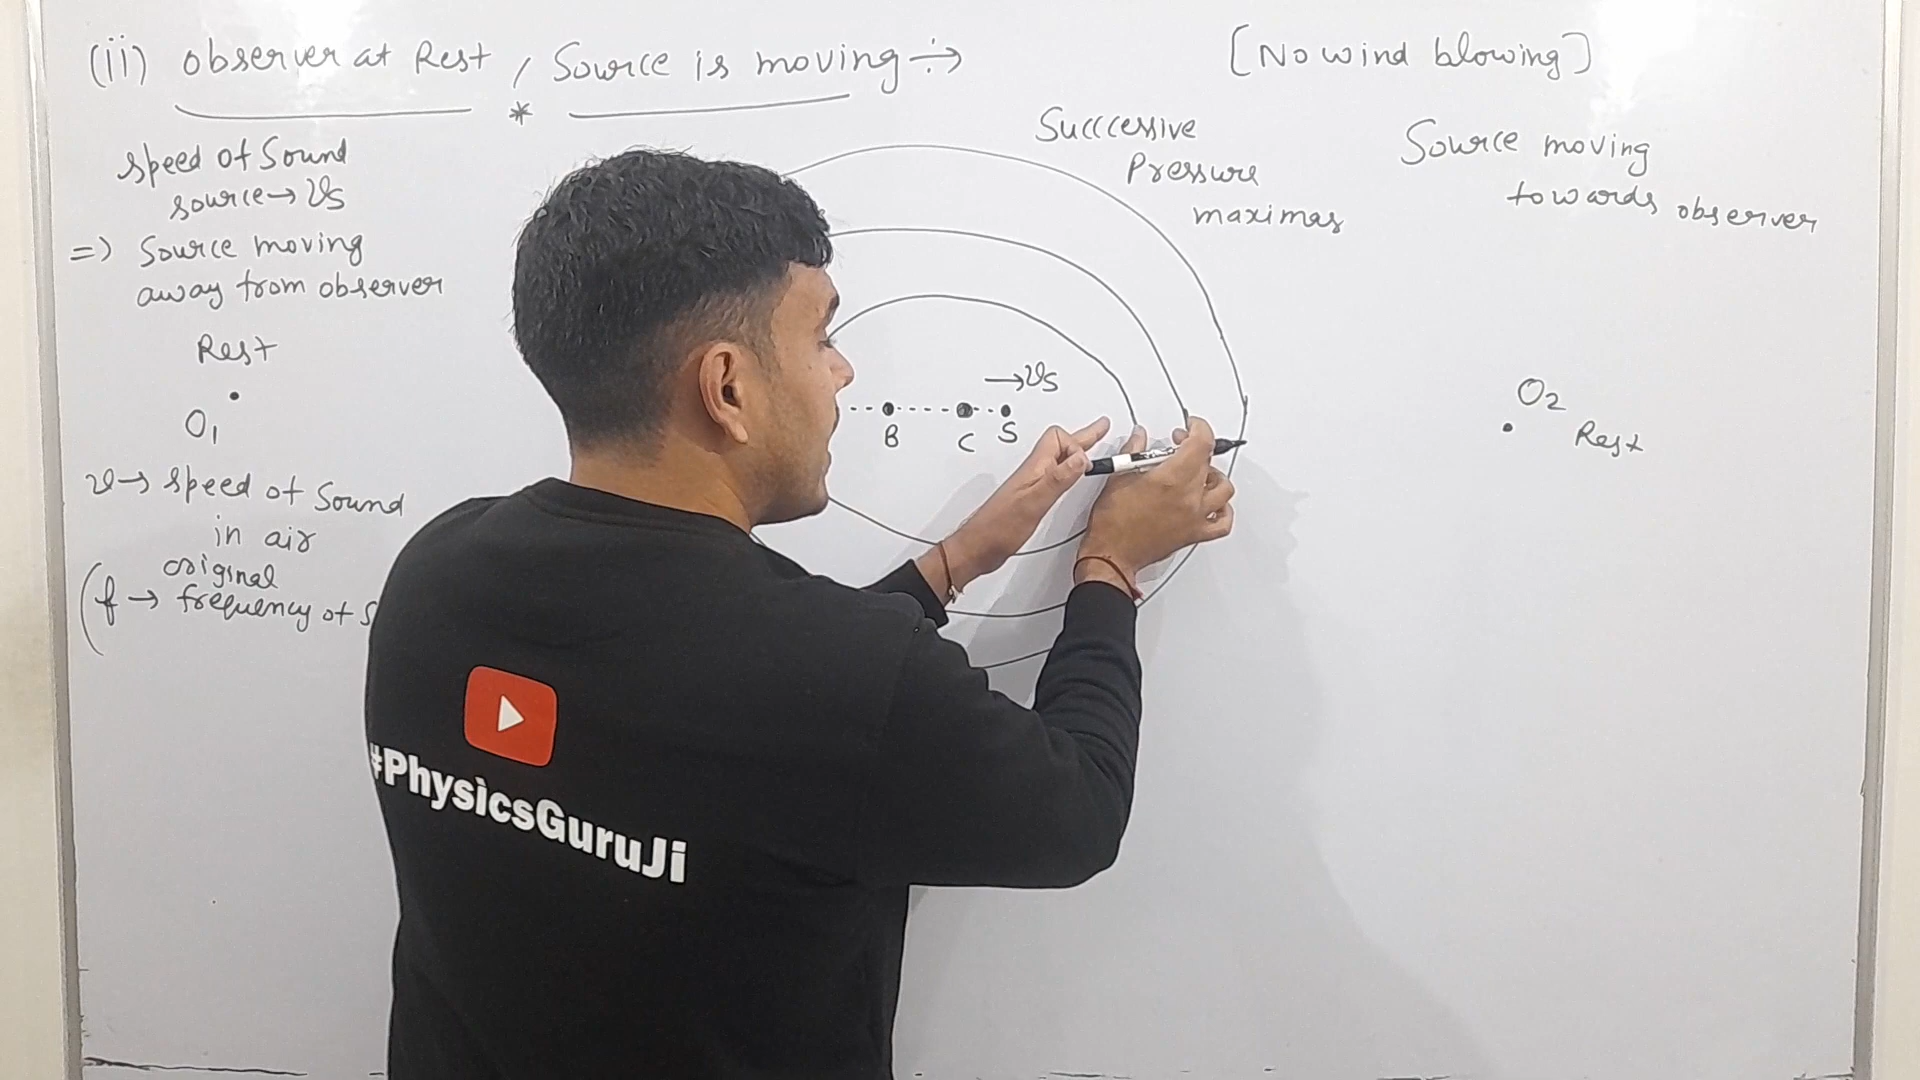 (ii) observer at Rest, Source is moving ÷→
[No wind blowing]
*
speed of Sound
source → vs
=) Source moving
away from observer
Rest
O1
v → speed of Sound
in air
original
(f → frequency of S
Successive
Pressure
maximas
→ vs
B C S
Source moving
towards observer
O2
Rest
#PhysicsGuruJi